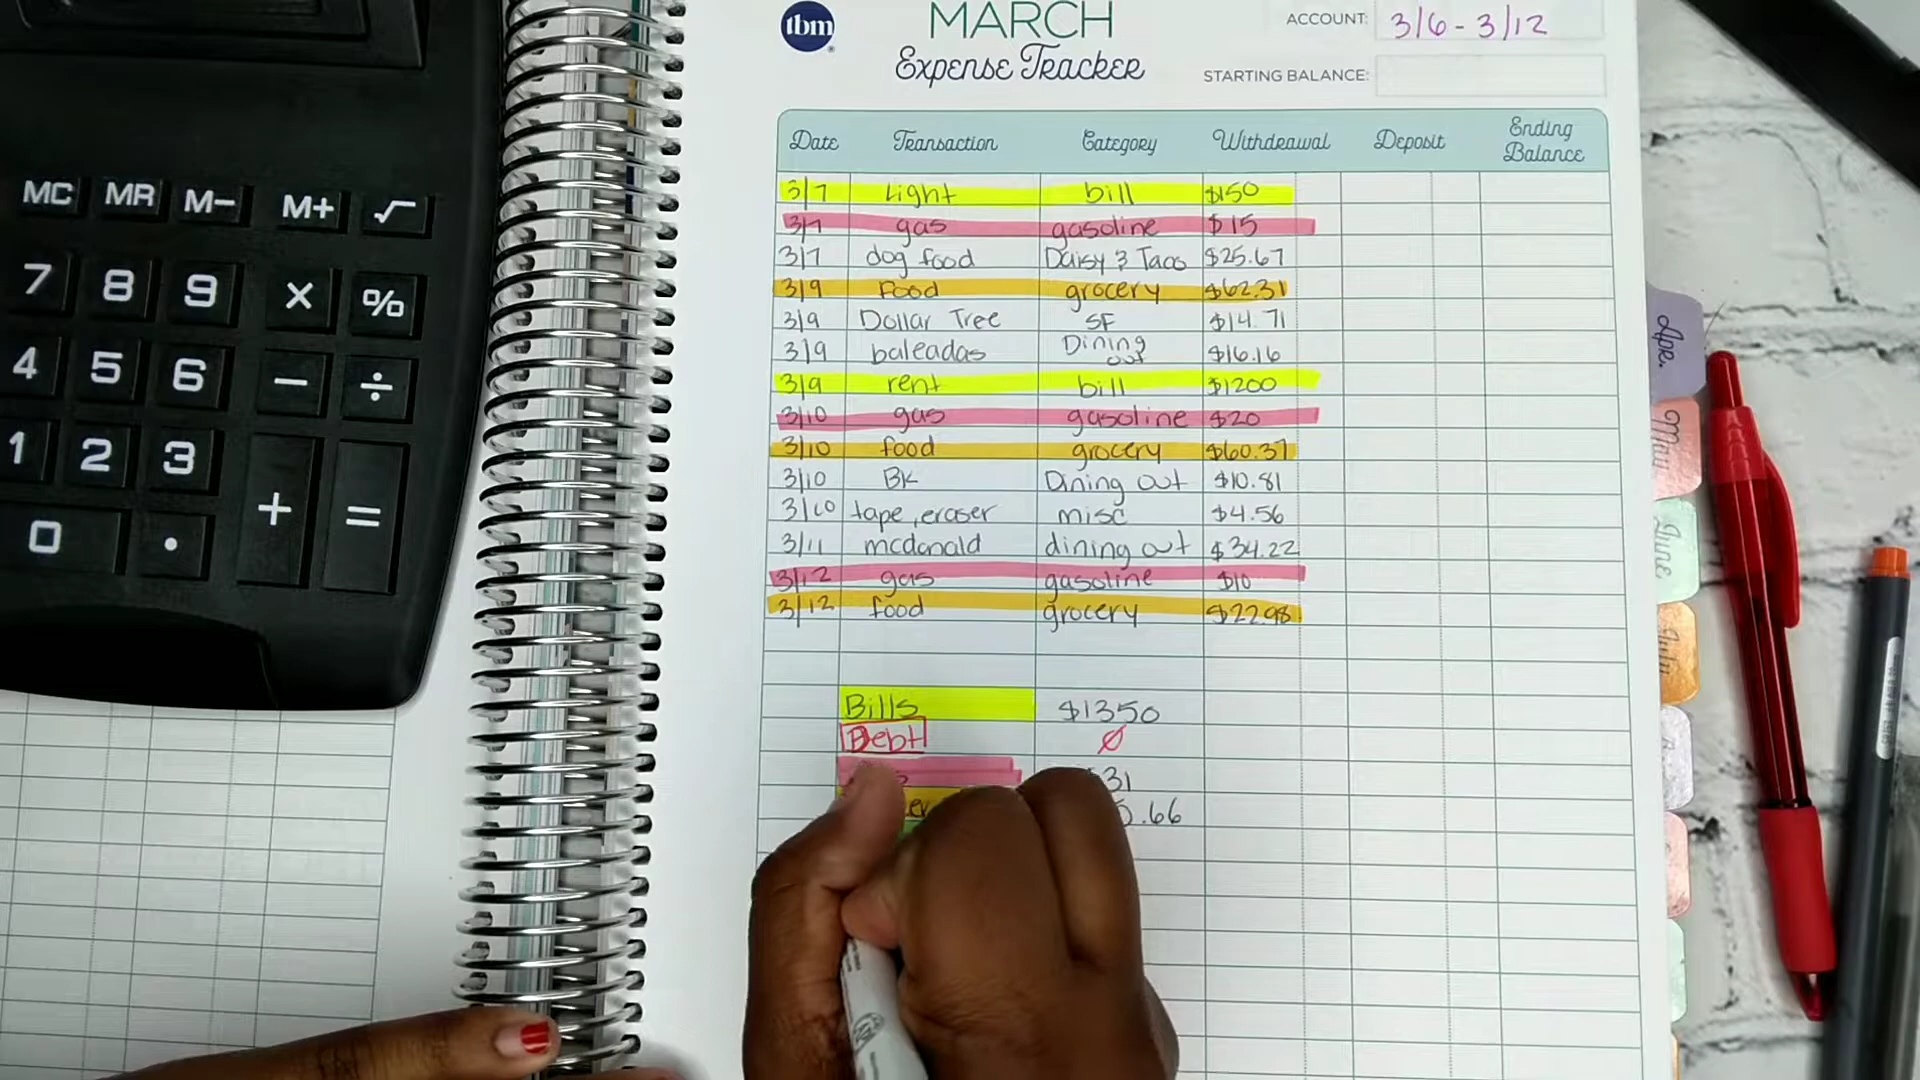 tbm
MARCH
Expense Tracker
ACCOUNT: 3/6 - 3/12
STARTING BALANCE:
Date Transaction Category Withdrawal Deposit Ending Balance
3/7 Light bill $150
3/7 gas gasoline $15
3/7 dog food Daisy & Taco $25.67
3/9 Food grocery $62.31
3/9 Dollar Tree SF $14.71
3/9 baleadas Dining out $16.16
3/9 rent bill $1200
3/10 gas gasoline $20
3/10 food grocery $60.37
3/10 BK Dining out $10.81
3/10 tape, eraser misc $4.56
3/11 mcdonald dining out $34.22
3/12 gas gasoline $10
3/12 food grocery $22.98
Bills $1350
Debt Ø
31
.66
MC MR M− M+ √
7 8 9 × %
4 5 6 − ÷
1 2 3 + =
0 •
Apr.
May
June
July